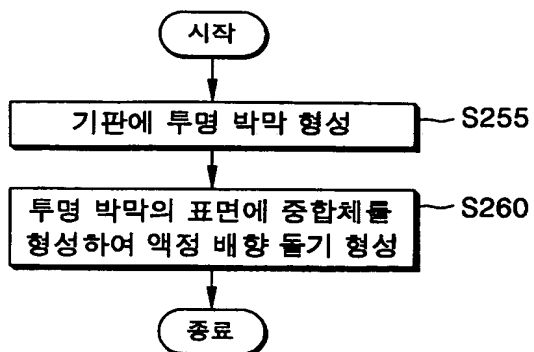 시작
기판에 투명 박막 형성
S255
투명 박막의 표면에 중합체를
형성하여 액정 배향 돌기 형성
S260
종료